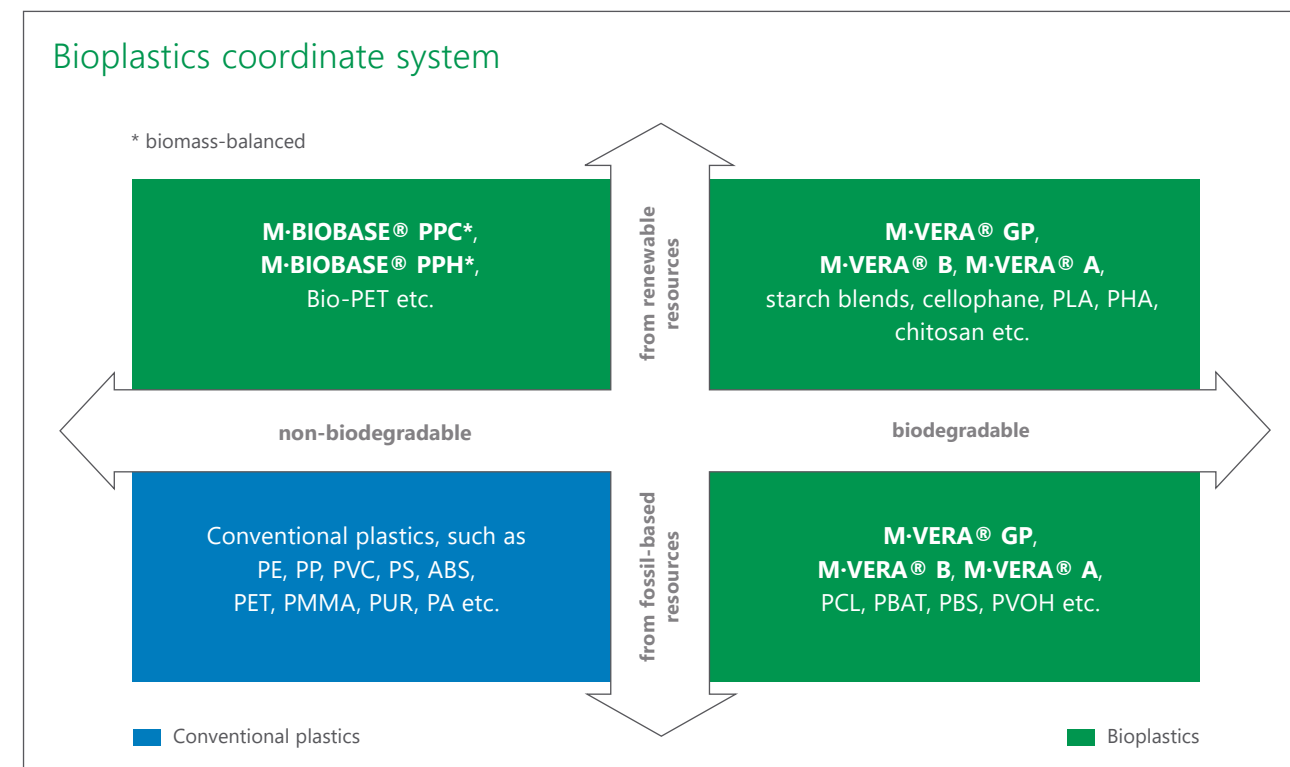 Bioplastics coordinate system
* biomass-balanced
M·BIOBASE® PPC*,
M·BIOBASE® PPH*,
Bio-PET etc.
from renewable
resources
M·VERA® GP,
M·VERA® B, M·VERA® A,
starch blends, cellophane, PLA, PHA,
chitosan etc.
non-biodegradable
biodegradable
Conventional plastics, such as
PE, PP, PVC, PS, ABS,
PET, PMMA, PUR, PA etc.
from fossil-based
resources
M·VERA® GP,
M·VERA® B, M·VERA® A,
PCL, PBAT, PBS, PVOH etc.
Conventional plastics
Bioplastics